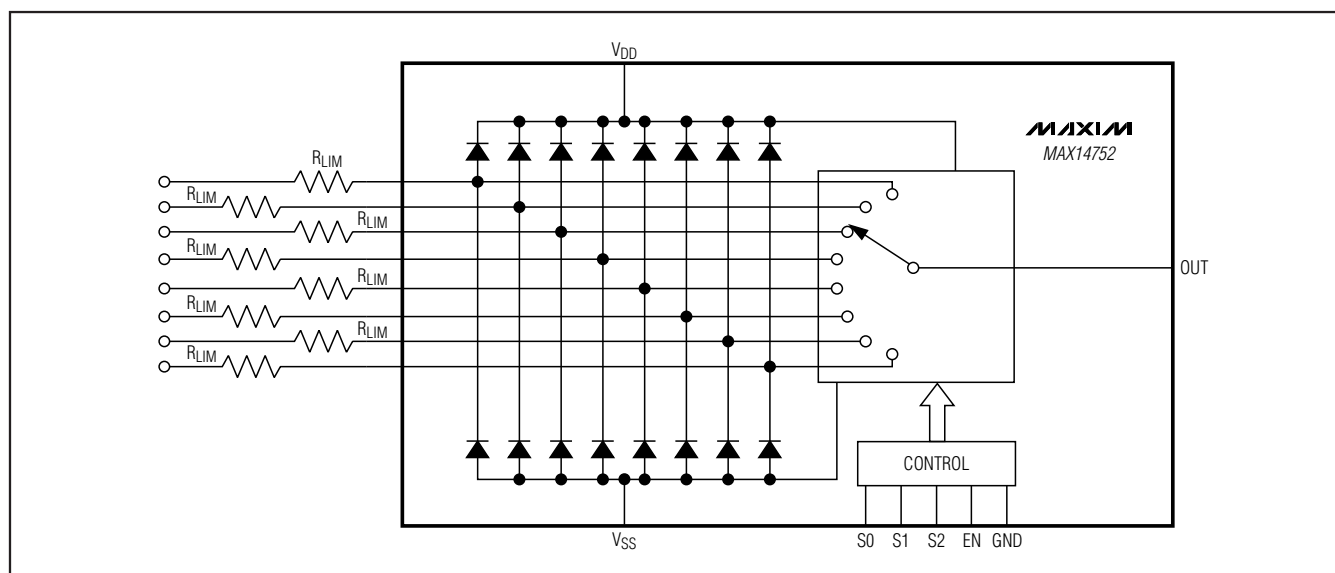 VDD
MAXIM
MAX14752
RLIM
RLIM
RLIM
RLIM
RLIM
RLIM
RLIM
RLIM
OUT
CONTROL
VSS
S0 S1 S2 EN GND